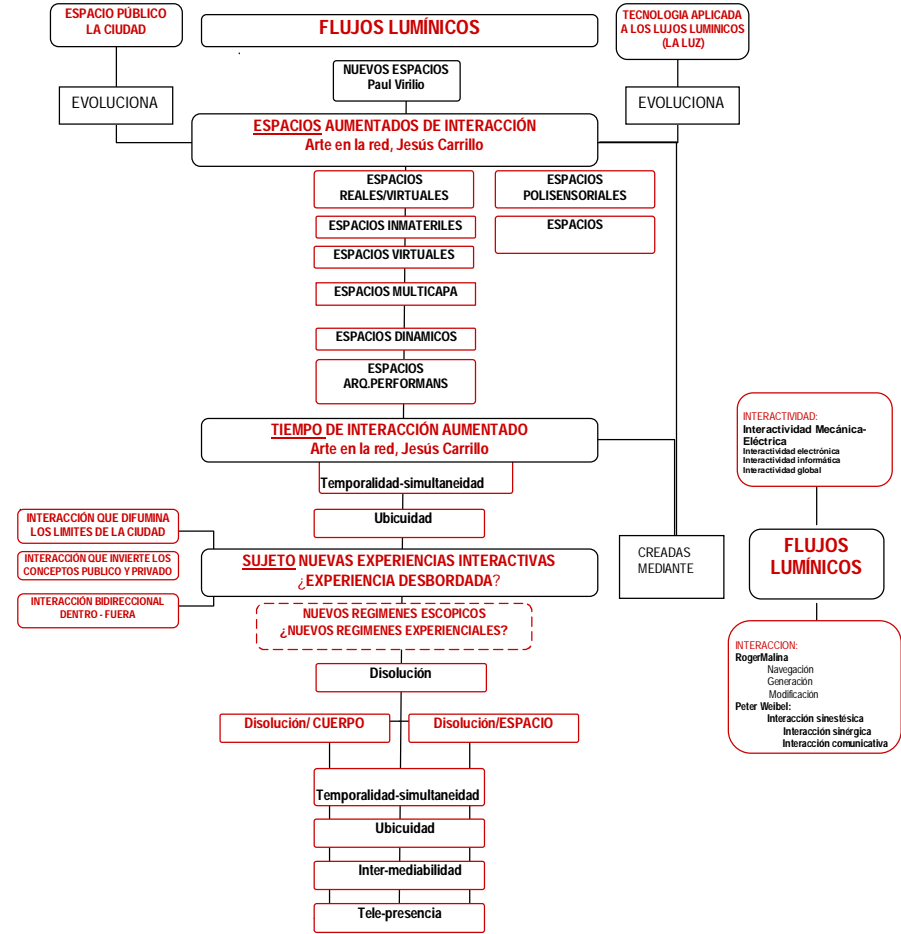 ESPACIO PÚBLICO
LA CIUDAD
FLUJOS LUMÍNICOS
TECNOLOGIA APLICADA
A LOS LUJOS LUMINICOS
(LA LUZ)
NUEVOS ESPACIOS
Paul Virilio
EVOLUCIONA
EVOLUCIONA
ESPACIOS AUMENTADOS DE INTERACCIÓN
Arte en la red, Jesús Carrillo
ESPACIOS
REALES/VIRTUALES
ESPACIOS
POLISENSORIALES
ESPACIOS INMATERILES
ESPACIOS
ESPACIOS VIRTUALES
ESPACIOS MULTICAPA
ESPACIOS DINAMICOS
ESPACIOS
ARQ.PERFORMANS
TIEMPO DE INTERACCIÓN AUMENTADO
Arte en la red, Jesús Carrillo
Temporalidad-simultaneidad
Ubicuidad
INTERACCIÓN QUE DIFUMINA
LOS LIMITES DE LA CIUDAD
INTERACCIÓN QUE INVIERTE LOS
CONCEPTOS PUBLICO Y PRIVADO
INTERACCIÓN BIDIRECCIONAL
DENTRO - FUERA
SUJETO NUEVAS EXPERIENCIAS INTERACTIVAS
¿EXPERIENCIA DESBORDADA?
CREADAS
MEDIANTE
NUEVOS REGIMENES ESCOPICOS
¿NUEVOS REGIMENES EXPERIENCIALES?
Disolución
Disolución/ CUERPO
Disolución/ESPACIO
Temporalidad-simultaneidad
Ubicuidad
Inter-mediabilidad
Tele-presencia
INTERACTIVIDAD:
Interactividad Mecánica-
Eléctrica
Interactividad electrónica
Interactividad informática
Interactividad global
FLUJOS
LUMÍNICOS
INTERACCION:
RogerMalina
Navegación
Generación
Modificación
Peter Weibel:
Interacción sinestésica
Interacción sinérgica
Interacción comunicativa